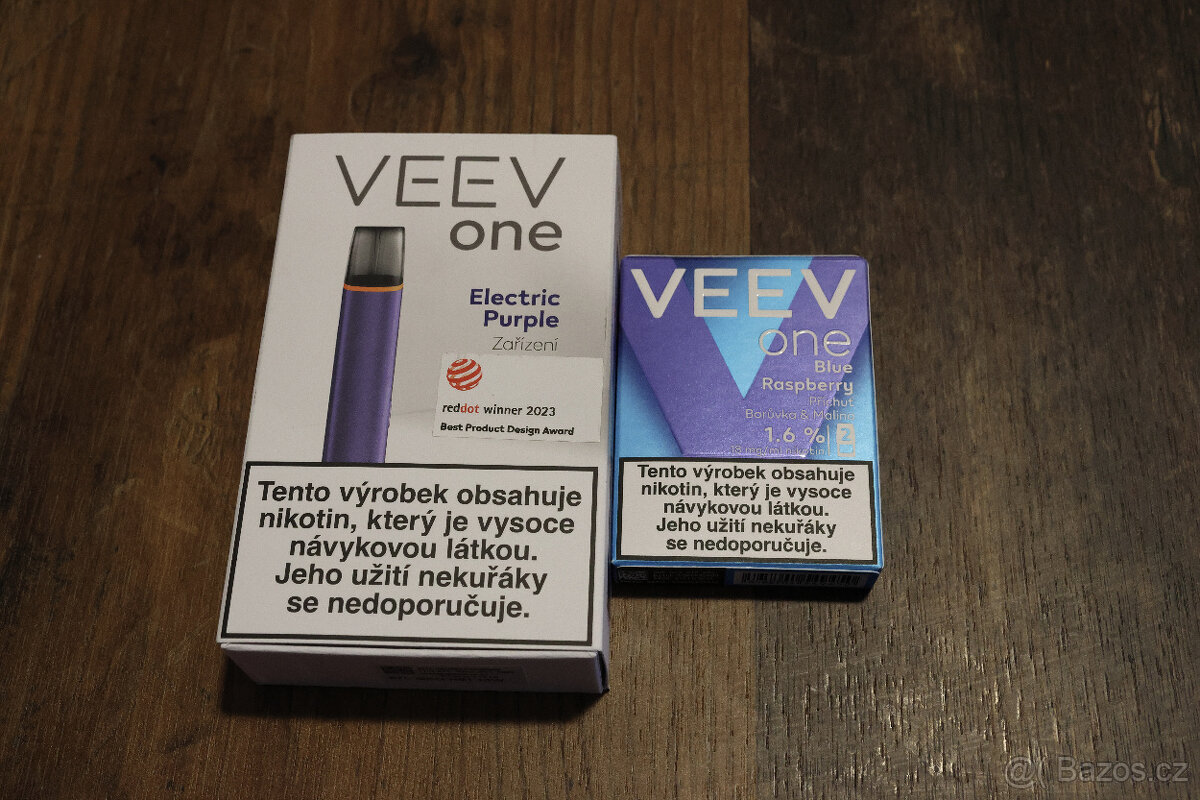 VEEV
one
Electric
Purple
Zařízení
reddot winner 2023
Best Product Design Award
Tento výrobek obsahuje
nikotin, který je vysoce
návykovou látkou.
Jeho užití nekuřáky
se nedoporučuje.
VEEV
one
Blue
Raspberry
Příchuť
Borůvka & Malina
1.6 %
2
Tento výrobek obsahuje
nikotin, který je vysoce
návykovou látkou.
Jeho užití nekuřáky
se nedoporučuje.
@ Bazos.cz